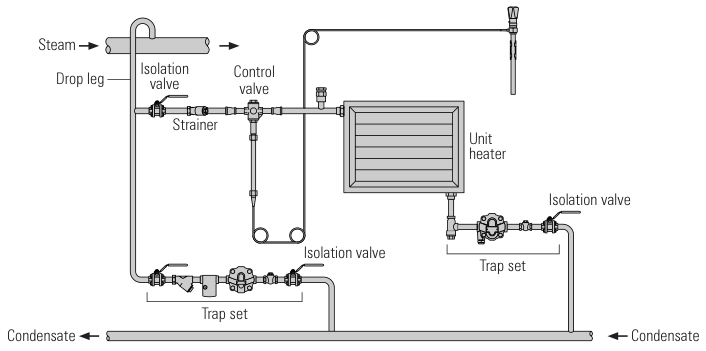 Steam
Drop leg
Isolation
valve
Control
valve
Strainer
Unit
heater
Isolation valve
Trap set
Isolation valve
Trap set
Condensate
Condensate